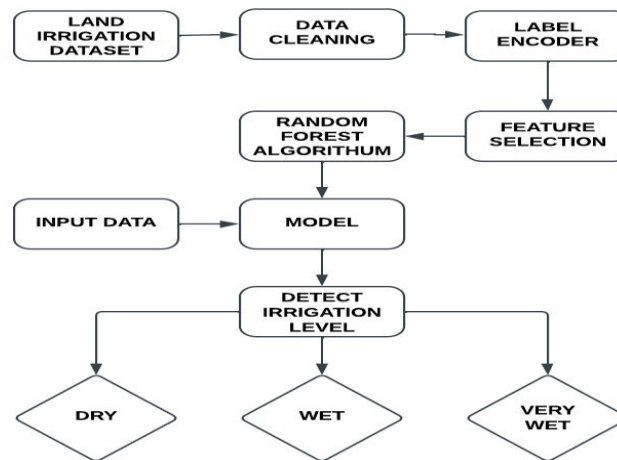 LAND
IRRIGATION
DATASET
DATA
CLEANING
LABEL
ENCODER
RANDOM
FOREST
ALGORITHUM
FEATURE
SELECTION
INPUT DATA
MODEL
DETECT
IRRIGATION
LEVEL
DRY
WET
VERY
WET